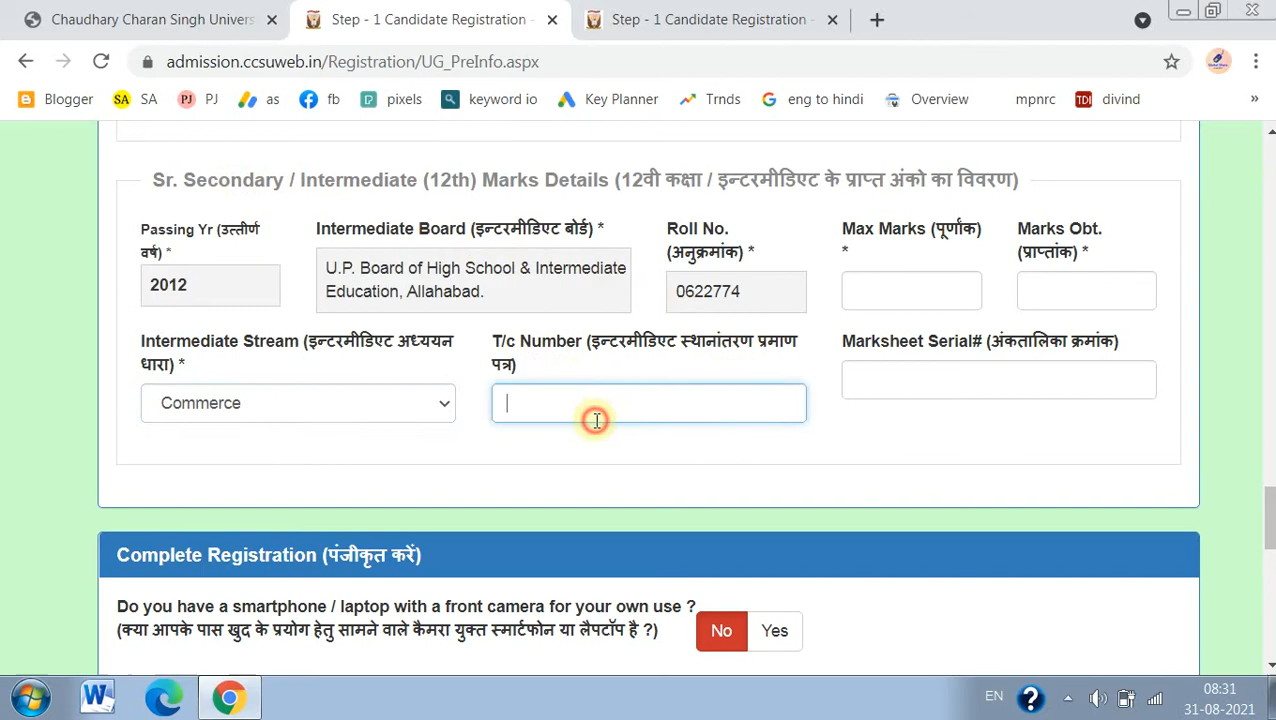 Chaudhary Charan Singh Univers
Step - 1 Candidate Registration -
Step - 1 Candidate Registration -
admission.ccsuweb.in/Registration/UG_PreInfo.aspx
Blogger
SA SA
PJ PJ
as
fb
pixels
keyword io
Key Planner
Trnds
eng to hindi
Overview
mpnrc
TDI divind
»
Sr. Secondary / Intermediate (12th) Marks Details (12वी कक्षा / इन्टरमीडिएट के प्राप्त अंको का विवरण)
Passing Yr (उत्तीर्ण
वर्ष) *
2012
Intermediate Board (इन्टरमीडिएट बोर्ड) *
U.P. Board of High School & Intermediate
Education, Allahabad.
Roll No.
(अनुक्रमांक) *
0622774
Max Marks (पूर्णांक)
*
Marks Obt.
(प्राप्तांक) *
Intermediate Stream (इन्टरमीडिएट अध्ययन
धारा) *
Commerce
T/c Number (इन्टरमीडिएट स्थानांतरण प्रमाण
पत्र)
Marksheet Serial# (अंकतालिका क्रमांक)
Complete Registration (पंजीकृत करें)
Do you have a smartphone / laptop with a front camera for your own use ?
(क्या आपके पास खुद के प्रयोग हेतु सामने वाले कैमरा युक्त स्मार्टफोन या लैपटॉप है ?)
No
Yes
EN
08:31
31-08-2021